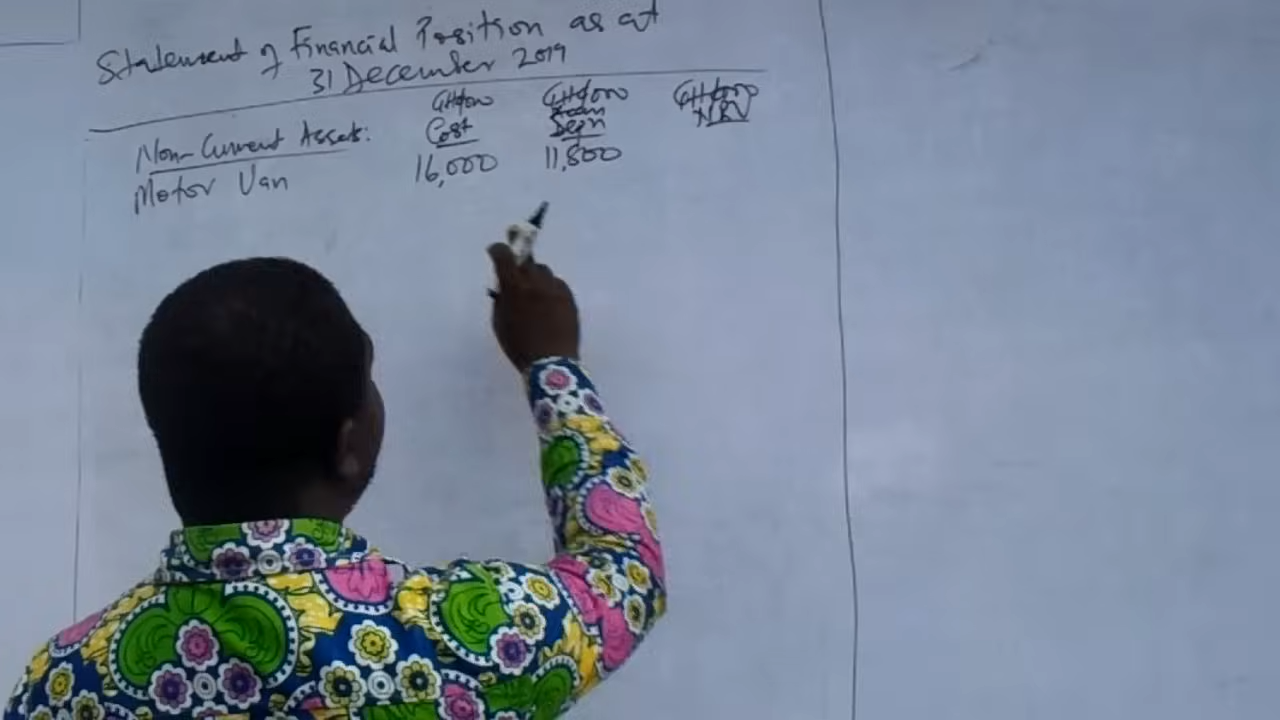 Statement of Financial Position as at
31 December 2019
GH¢000 GH¢000 GH¢000
Cost Accum Depn NBV
Non-Current Assets:
Motor Van 16,000 11,800